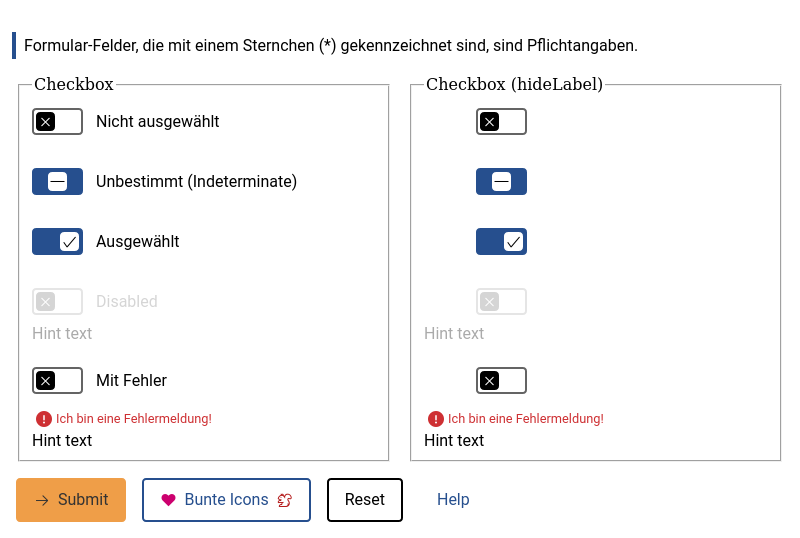 Formular-Felder, die mit einem Sternchen (*) gekennzeichnet sind, sind Pflichtangaben.
Checkbox
Nicht ausgewählt
Unbestimmt (Indeterminate)
Ausgewählt
Disabled
Hint text
Mit Fehler
Ich bin eine Fehlermeldung!
Hint text
Checkbox (hideLabel)
Hint text
Ich bin eine Fehlermeldung!
Hint text
Submit
Bunte Icons
Reset
Help